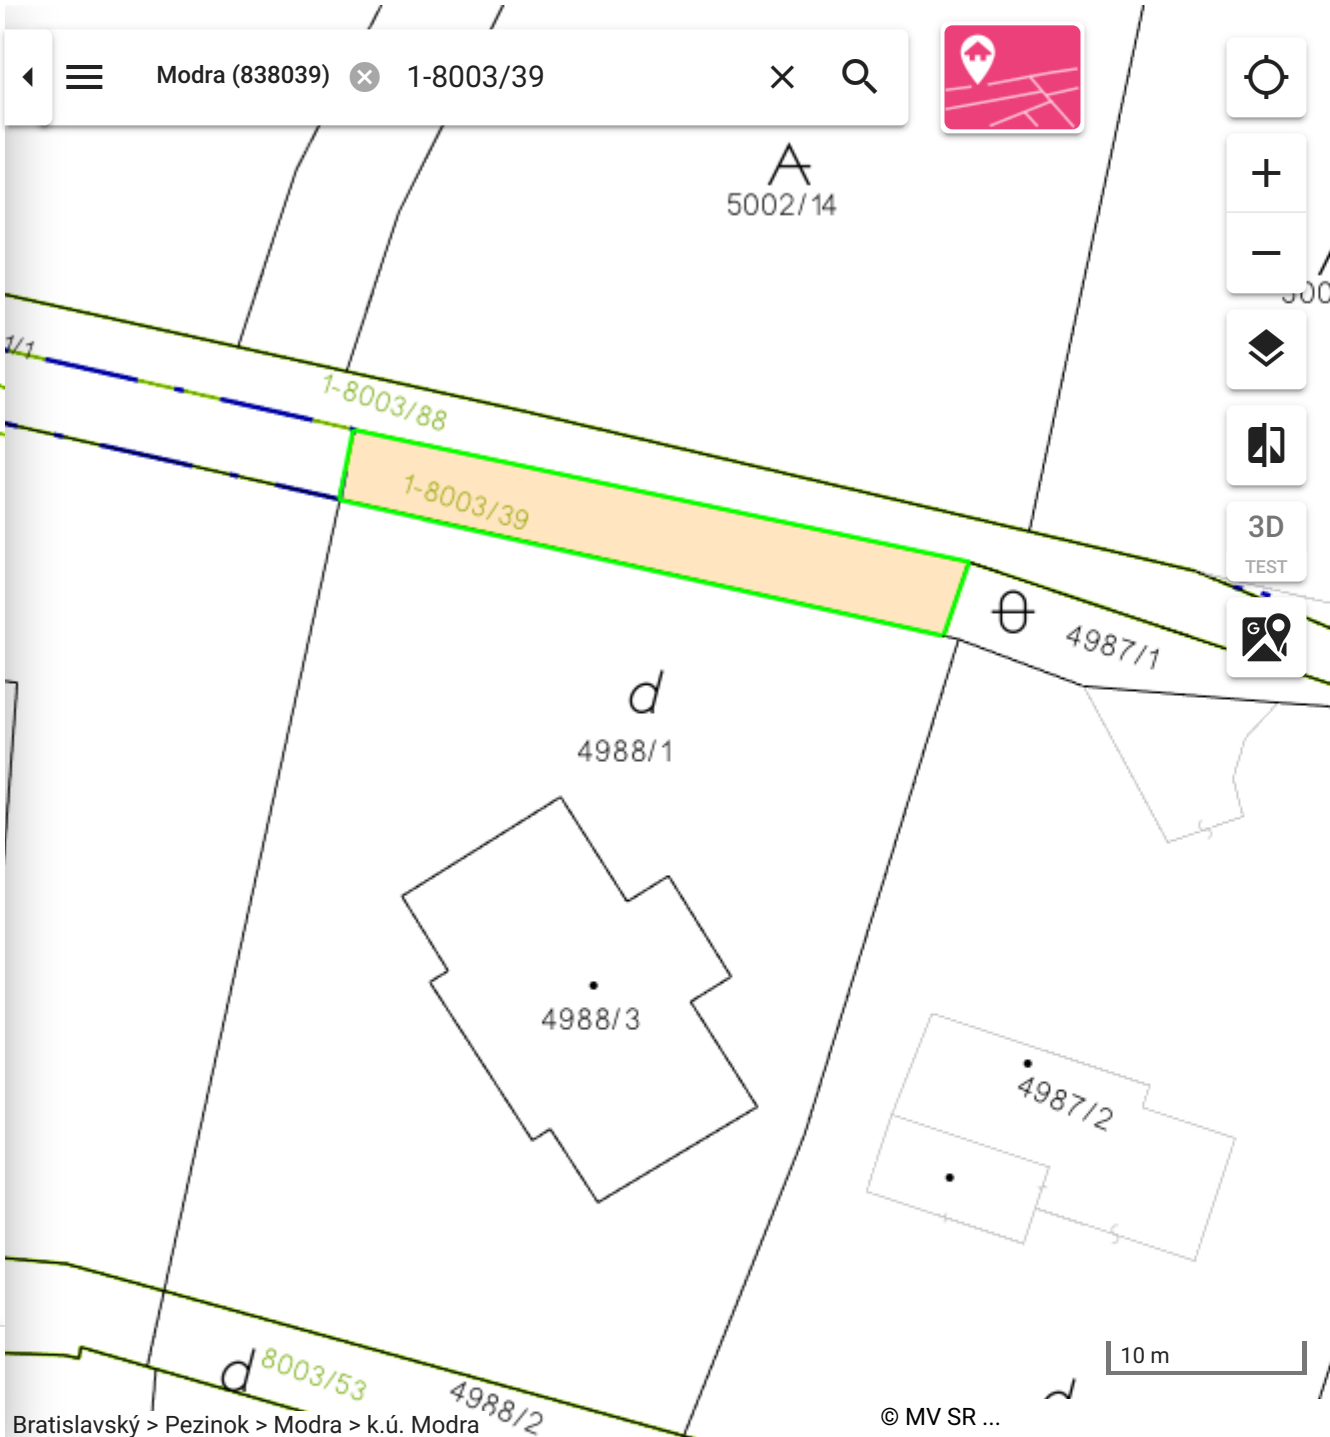 Modra (838039) 1-8003/39
A
5002/14
1/1
1-8003/88
1-8003/39
3D
TEST
G
4987/1
d
4988/1
4988/3
4987/2
d
8003/53
4988/2
10 m
d
© MV SR ...
Bratislavský > Pezinok > Modra > k.ú. Modra